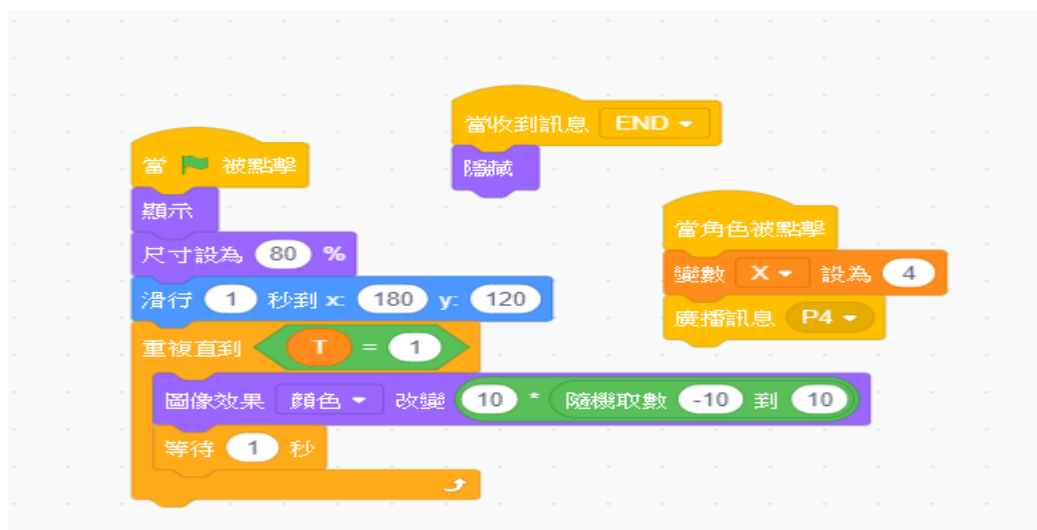 當 被點擊
顯示
尺寸設為 80 %
滑行 1 秒到 x: 180 y: 120
重複直到 T = 1
圖像效果 顏色 改變 10 * 隨機取數 -10 到 10
等待 1 秒
當收到訊息 END
隱藏
當角色被點擊
變數 X 設為 4
廣播訊息 P4